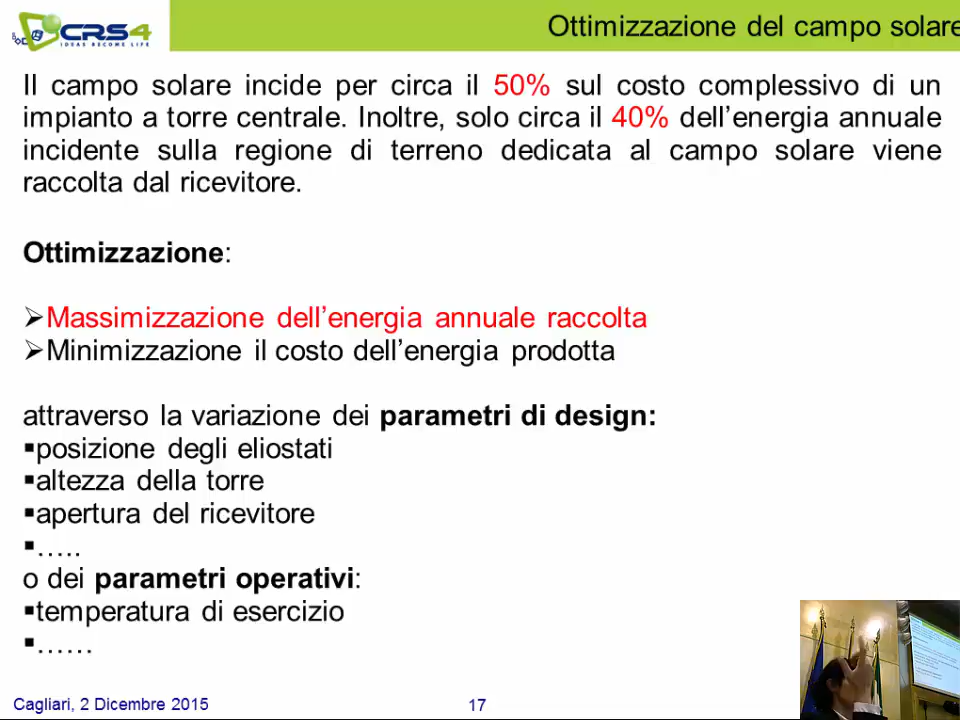 CRS4
IDEAS BECOME LIFE
Ottimizzazione del campo solare
Il campo solare incide per circa il 50% sul costo complessivo di un
impianto a torre centrale. Inoltre, solo circa il 40% dell’energia annuale
incidente sulla regione di terreno dedicata al campo solare viene
raccolta dal ricevitore.
Ottimizzazione:
➢Massimizzazione dell’energia annuale raccolta
➢Minimizzazione il costo dell’energia prodotta
attraverso la variazione dei parametri di design:
▪posizione degli eliostati
▪altezza della torre
▪apertura del ricevitore
▪…..
o dei parametri operativi:
▪temperatura di esercizio
▪……
Cagliari, 2 Dicembre 2015
17